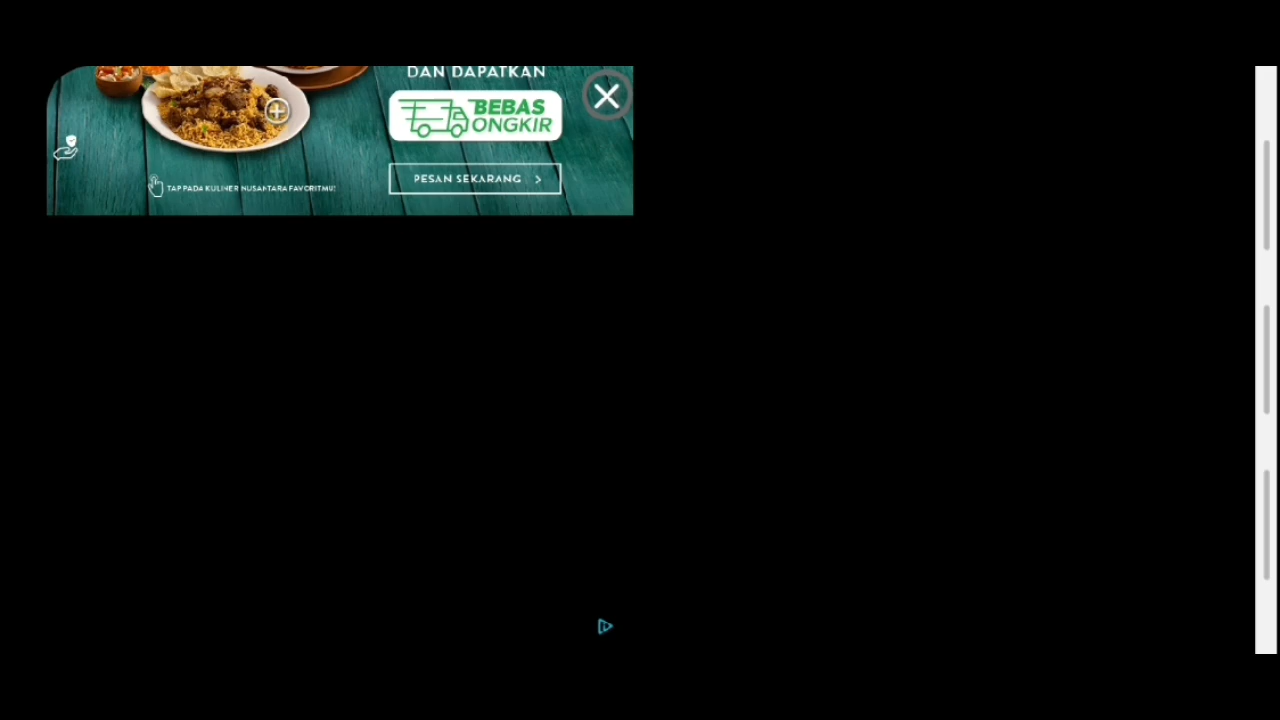 DAN DAPATKAN
BEBAS
ONGKIR
PESAN SEKARANG
TAP PADA KULINER NUSANTARA FAVORITMU!